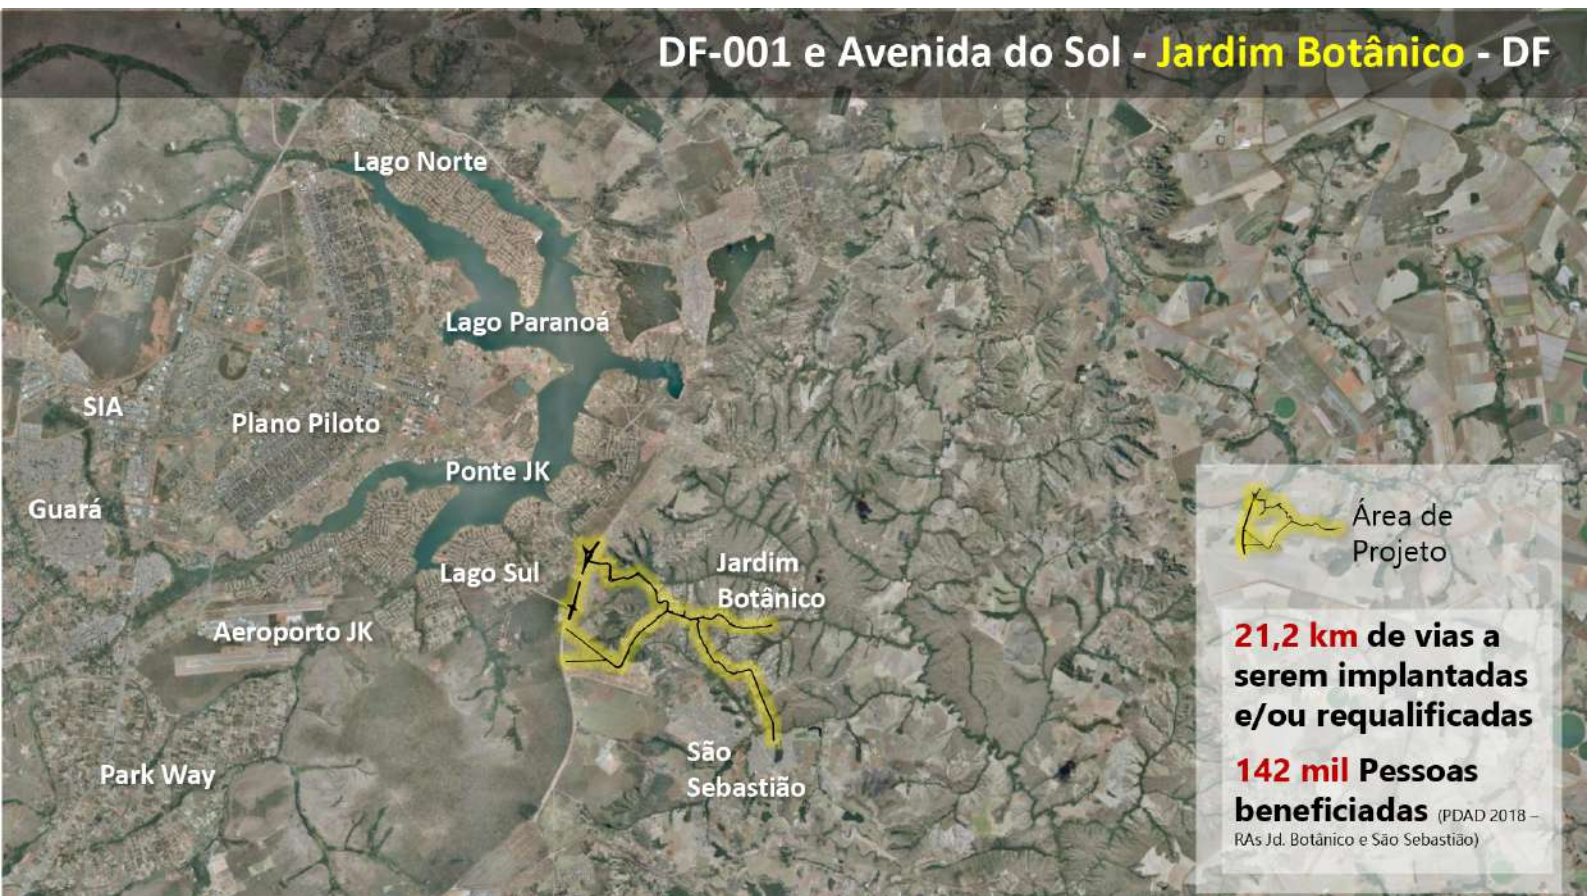 DF-001 e Avenida do Sol - Jardim Botânico - DF
Lago Norte
Lago Paranoá
SIA
Plano Piloto
Ponte JK
Guará
Lago Sul
Jardim
Botânico
Aeroporto JK
São
Sebastião
Park Way
Área de
Projeto
21,2 km de vias a
serem implantadas
e/ou requalificadas
142 mil Pessoas
beneficiadas (PDAD 2018 –
RAs Jd. Botânico e São Sebastião)